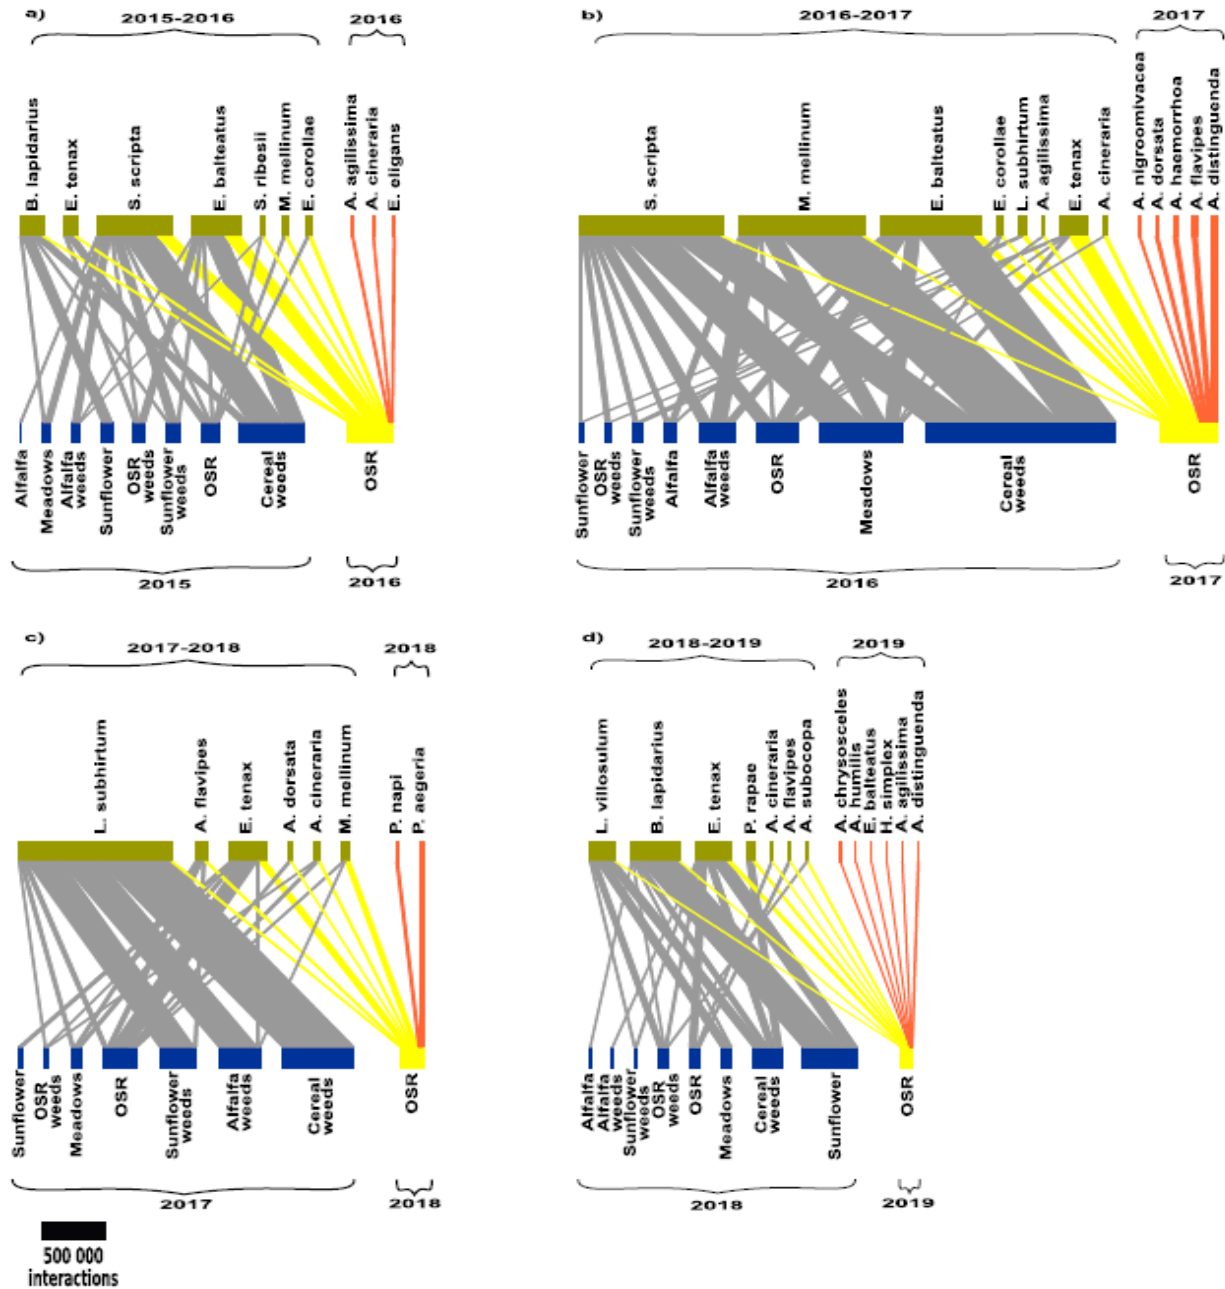 a)
2015-2016
2016
B. lapidarius
E. tenax
S. scripta
E. balteatus
S. ribesii
M. mellinum
E. corollae
A. agilissima
A. cineraria
E. eligans
Alfalfa
Meadows
Alfalfa
weeds
Sunflower
OSR
weeds
Sunflower
weeds
OSR
Cereal
weeds
OSR
2015
2016
b)
2016-2017
2017
S. scripta
M. mellinum
E. balteatus
E. corollae
L. subhirtum
A. agilissima
E. tenax
A. cineraria
A. nigroomivacea
A. dorsata
A. haemorrhoa
A. flavipes
A. distinguenda
Sunflower
OSR
weeds
Sunflower
weeds
Alfalfa
Alfalfa
weeds
OSR
Meadows
Cereal
weeds
OSR
2016
2017
c)
2017-2018
2018
L. subhirtum
A. flavipes
E. tenax
A. dorsata
A. cineraria
M. mellinum
P. napi
P. aegeria
Sunflower
OSR
weeds
Meadows
OSR
Sunflower
weeds
Alfalfa
weeds
Cereal
weeds
OSR
2017
2018
d)
2018-2019
2019
L. villosulum
B. lapidarius
E. tenax
P. rapae
A. cineraria
A. flavipes
A. subocopa
A. chrysosceles
A. humilis
E. balteatus
H. simplex
A. agilissima
A. distinguenda
Alfalfa
Alfalfa
weeds
Sunflower
weeds
OSR
weeds
OSR
Meadows
Cereal
weeds
Sunflower
OSR
2018
2019
500 000
interactions